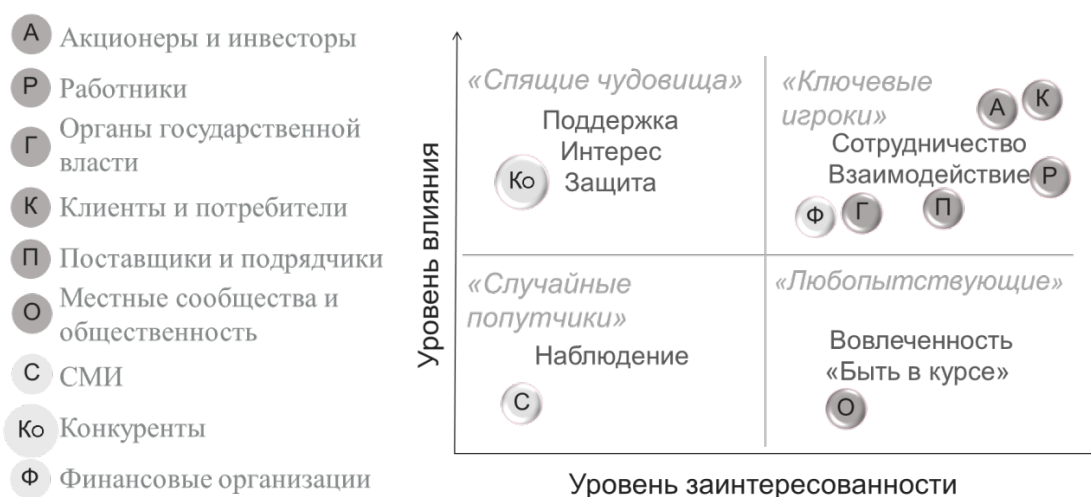 А Акционеры и инвесторы
Р Работники
Г Органы государственной
власти
К Клиенты и потребители
П Поставщики и подрядчики
О Местные сообщества и
общественность
С СМИ
Ко Конкуренты
Ф Финансовые организации
Уровень влияния
«Спящие чудовища»
Поддержка
Интерес
Защита
Ко
«Ключевые
игроки»
А
К
Сотрудничество
Взаимодействие
Р
Ф
Г
П
«Случайные
попутчики»
Наблюдение
С
«Любопытствующие»
Вовлеченность
«Быть в курсе»
О
Уровень заинтересованности